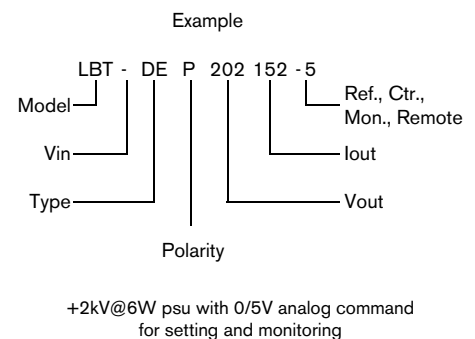 Example
LBT - DE P 202 152 -5
Model
Ref., Ctr.,
Mon., Remote
Vin
Iout
Type
Vout
Polarity
+2kV@6W psu with 0/5V analog command
for setting and monitoring